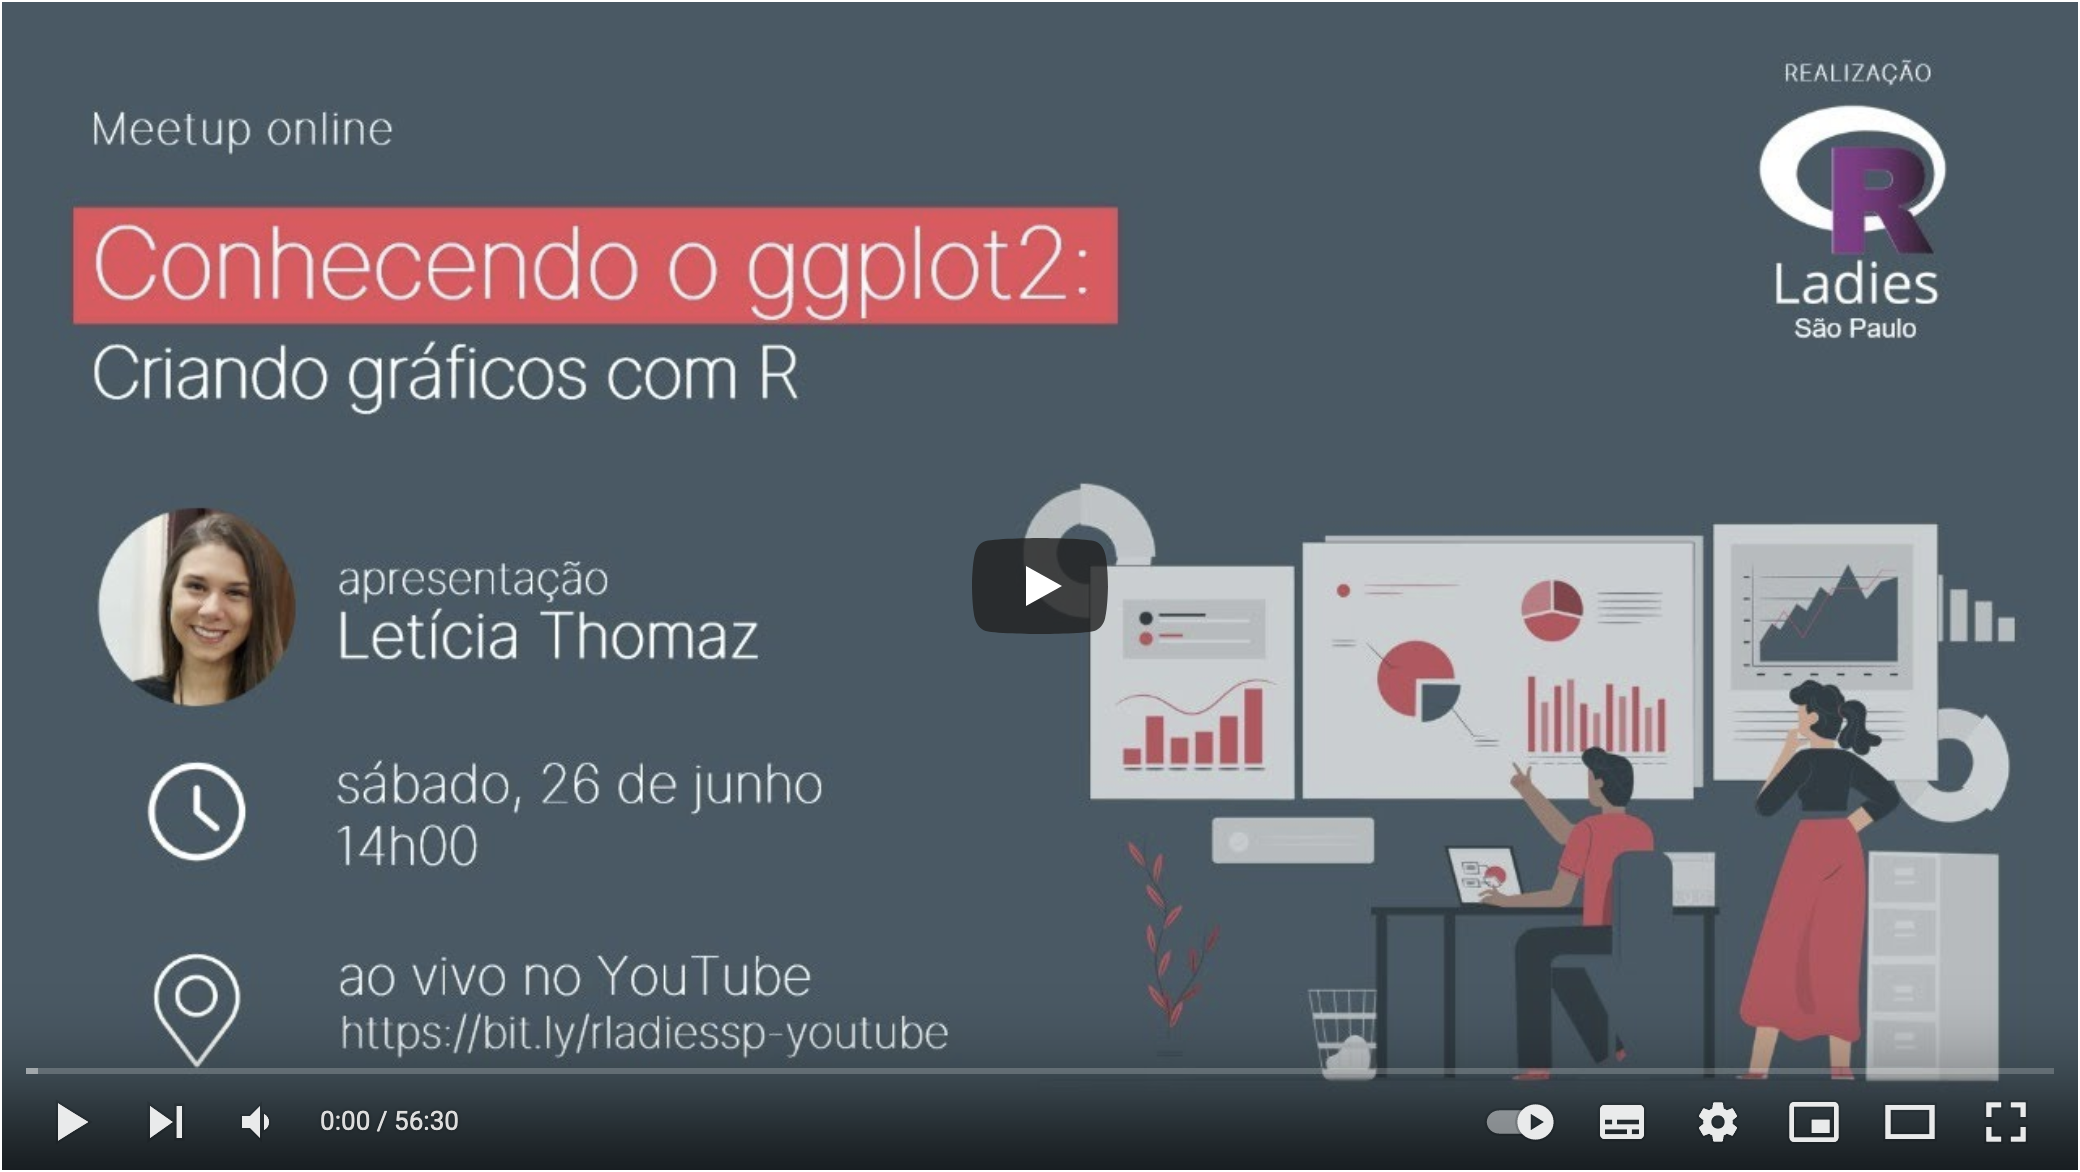 Meetup online
REALIZAÇÃO
R
Ladies
São Paulo
Conhecendo o ggplot2:
Criando gráficos com R
apresentação
Letícia Thomaz
sábado, 26 de junho
14h00
ao vivo no YouTube
https://bit.ly/rladiessp-youtube
0:00 / 56:30